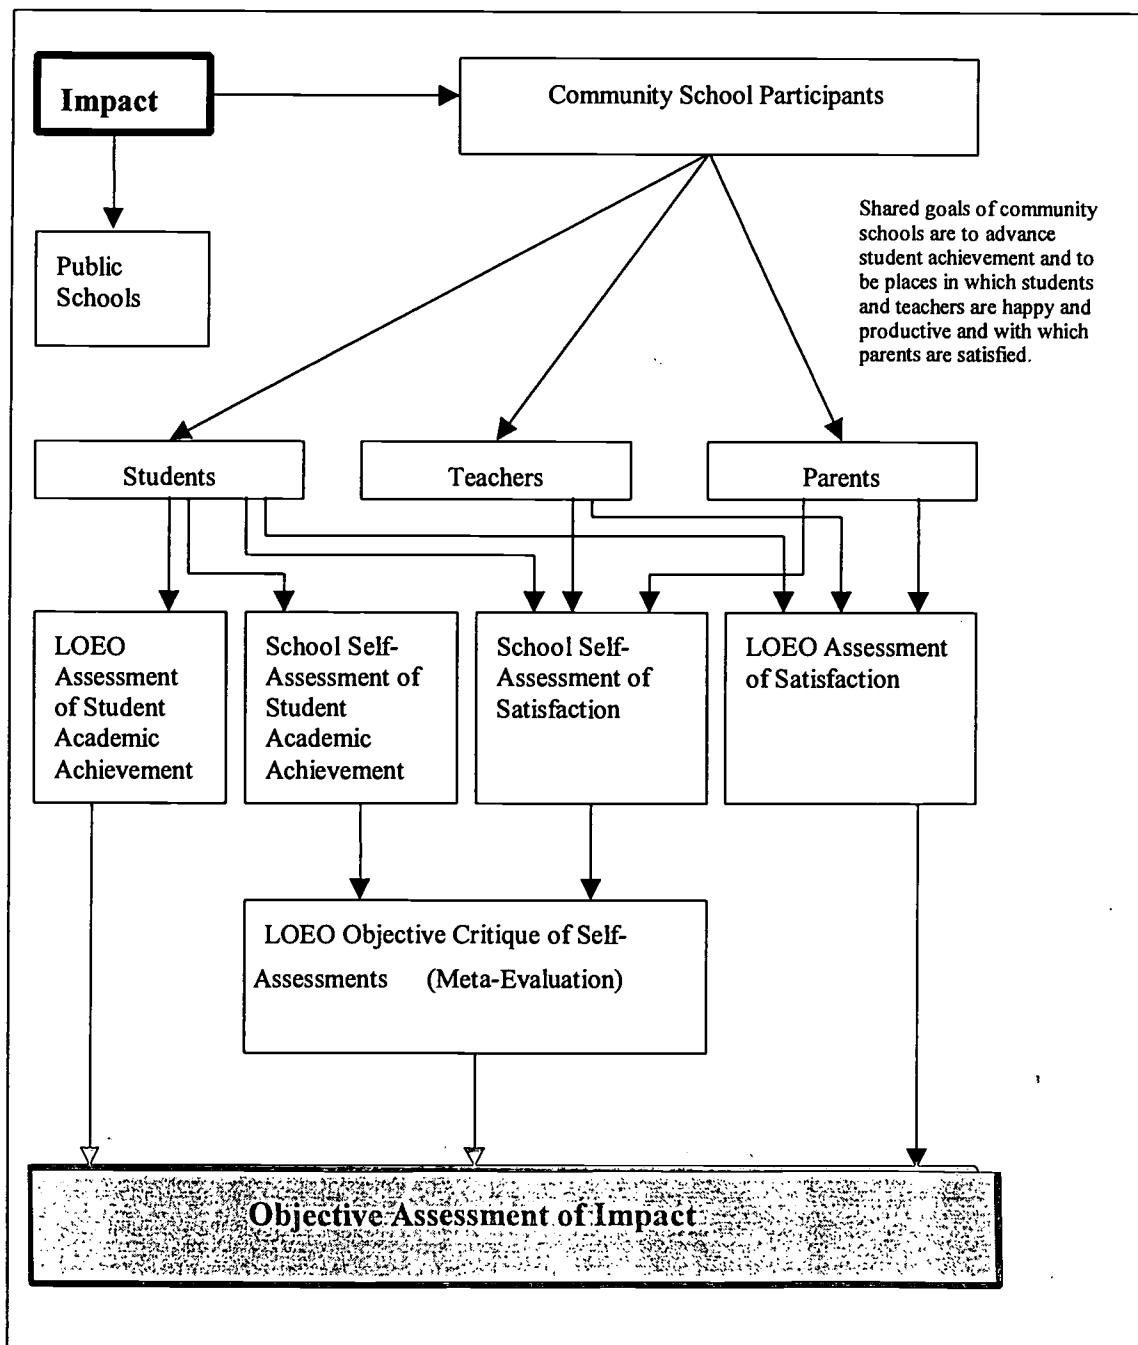 Impact
Community School Participants
Public
Schools
Shared goals of community
schools are to advance
student achievement and to
be places in which students
and teachers are happy and
productive and with which
parents are satisfied.
Students
Teachers
Parents
LOEO
Assessment
of Student
Academic
Achievement
School Self-
Assessment of
Student
Academic
Achievement
School Self-
Assessment of
Satisfaction
LOEO Assessment
of Satisfaction
LOEO Objective Critique of Self-
Assessments (Meta-Evaluation)
Objective Assessment of Impact